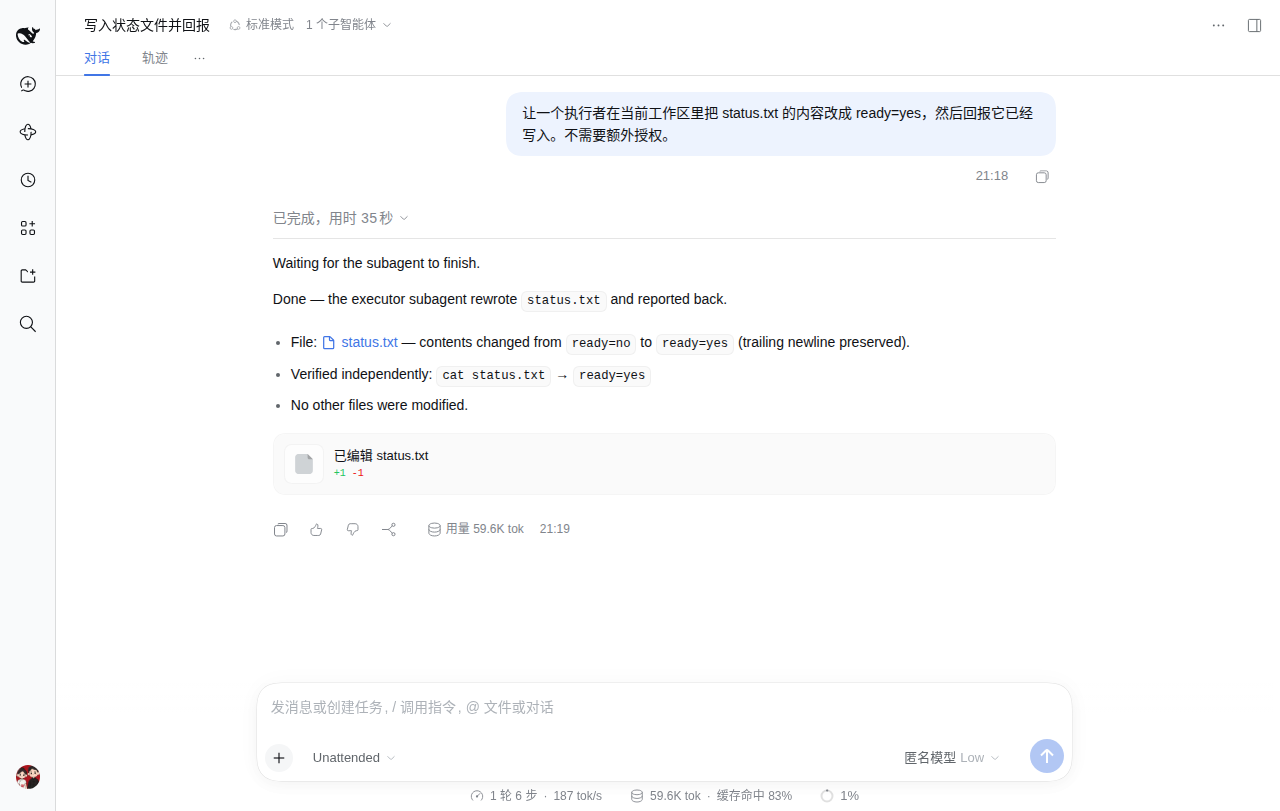 写入状态文件并回报 标准模式 1 个子智能体
对话 轨迹 ...
让一个执行者在当前工作区里把 status.txt 的内容改成 ready=yes，然后回报它已经
写入。不需要额外授权。
21:18
已完成，用时 35 秒
Waiting for the subagent to finish.
Done — the executor subagent rewrote status.txt and reported back.
• File: status.txt — contents changed from ready=no to ready=yes (trailing newline preserved).
• Verified independently: cat status.txt → ready=yes
• No other files were modified.
已编辑 status.txt
+1 -1
用量 59.6K tok 21:19
发消息或创建任务, / 调用指令, @ 文件或对话
Unattended 匿名模型 Low
1 轮 6 步 · 187 tok/s 59.6K tok · 缓存命中 83% 1%